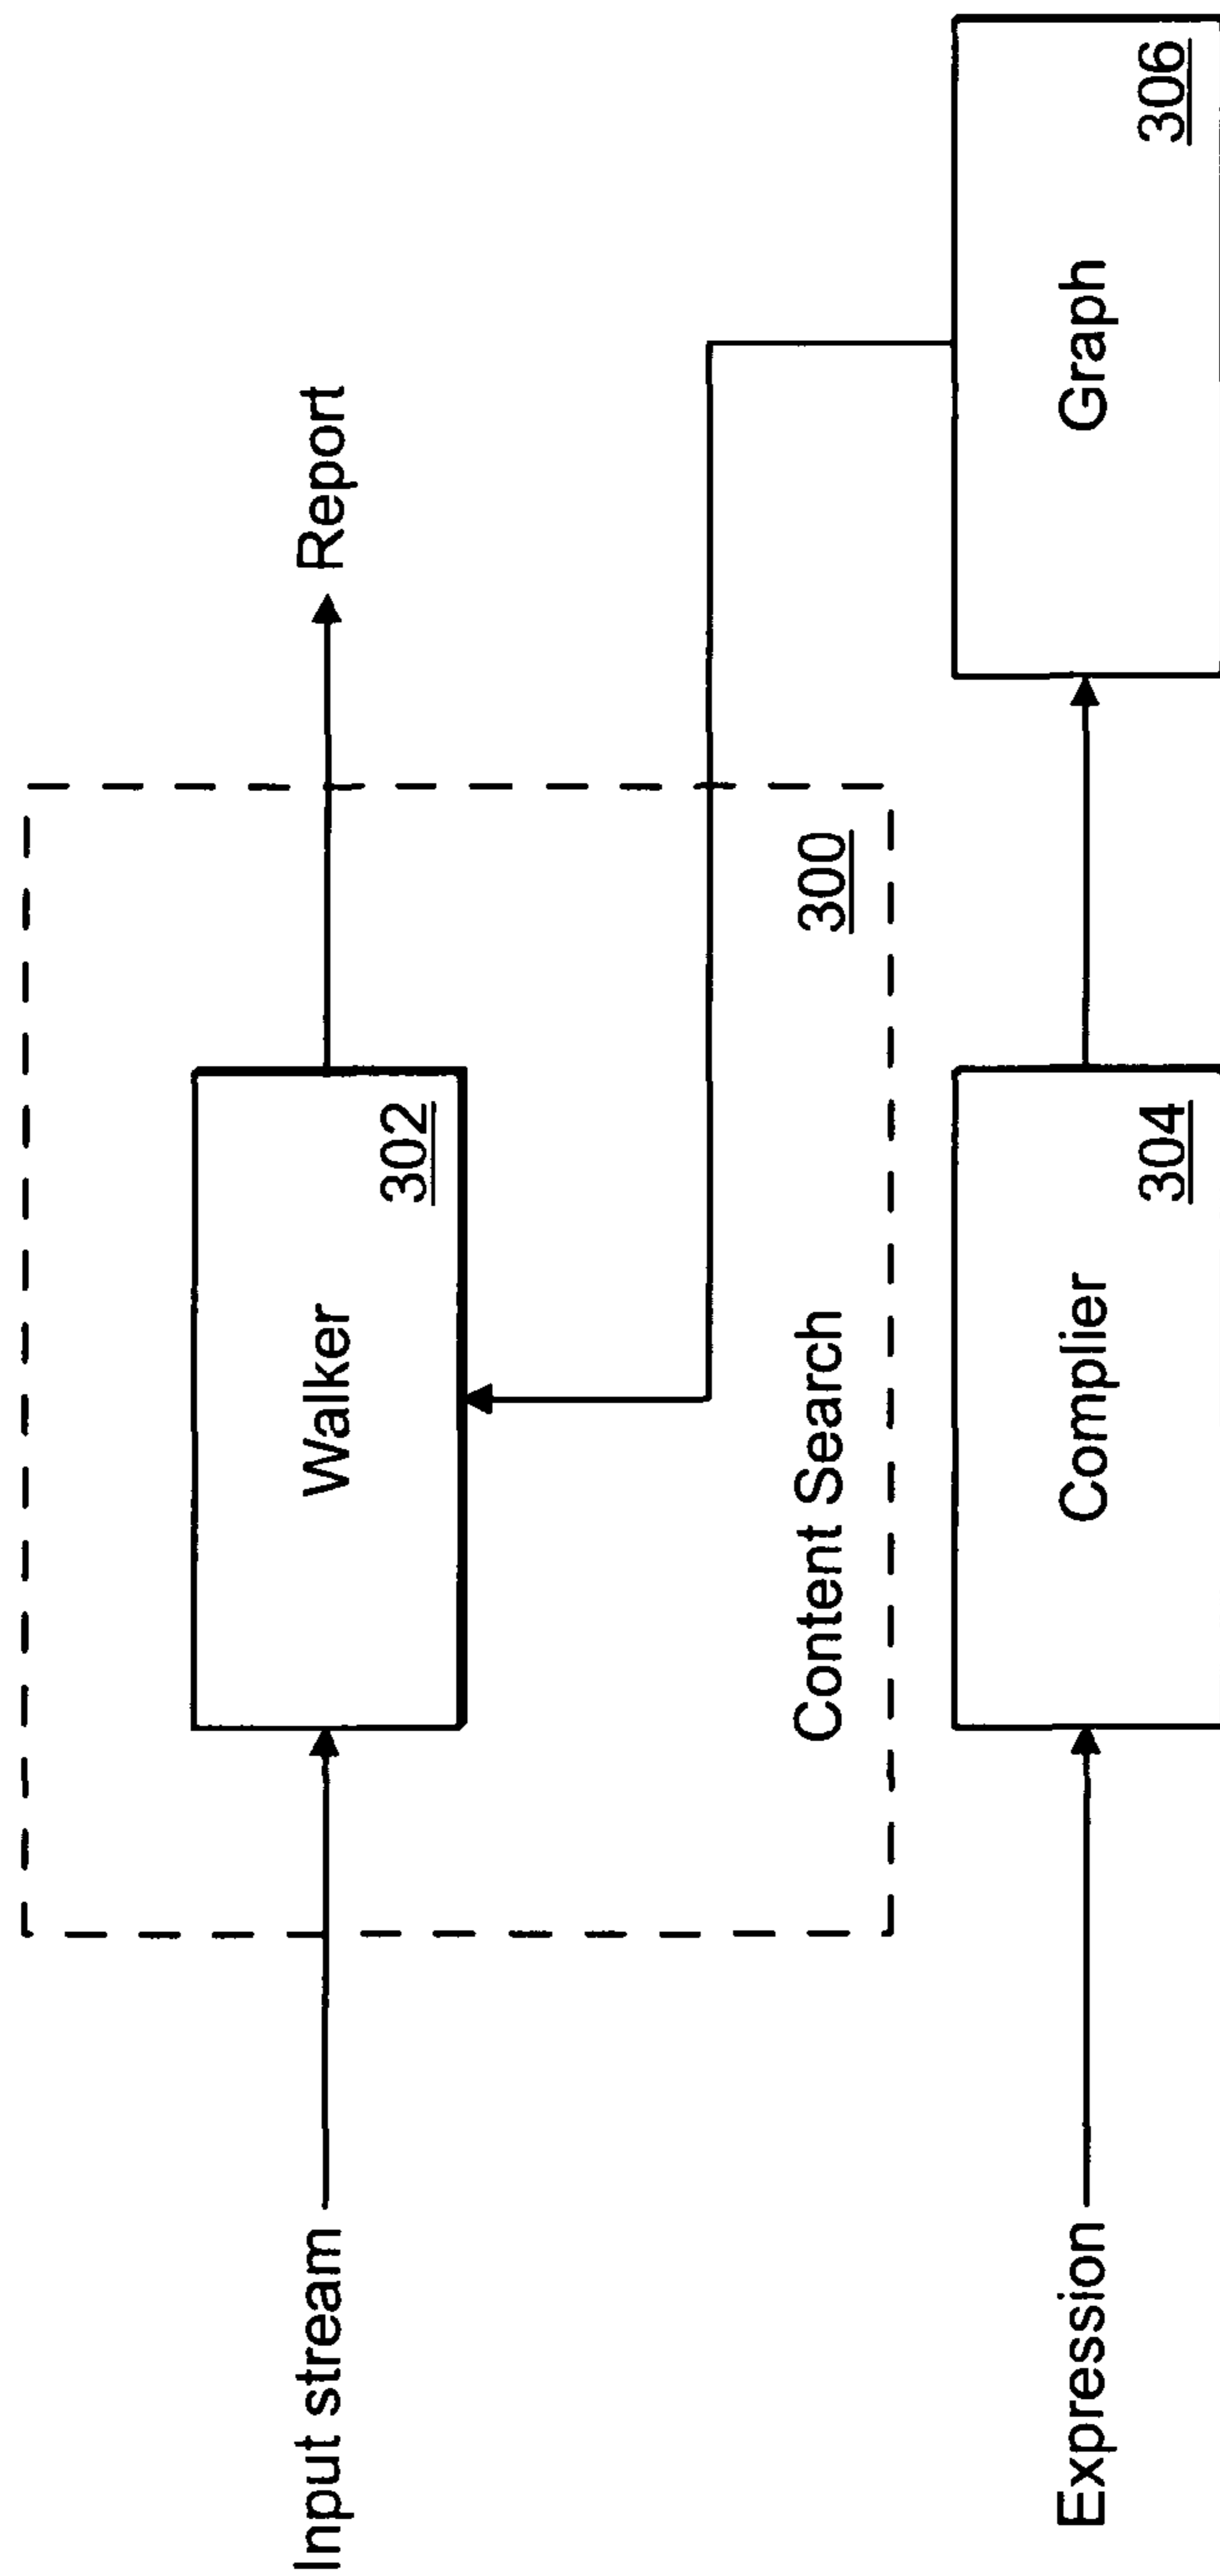 Input stream
Walker
302
Report
Content Search
300
Expression
Complier
304
Graph
306